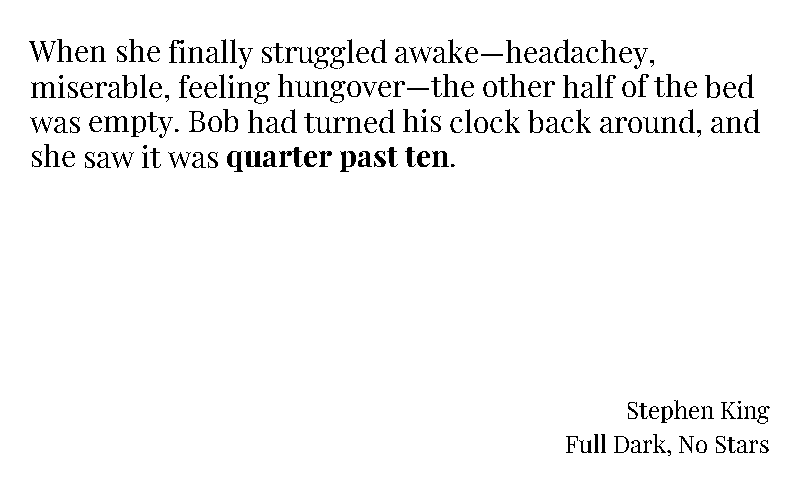 When she finally struggled awake—headachey,
miserable, feeling hungover—the other half of the bed
was empty. Bob had turned his clock back around, and
she saw it was quarter past ten.
Stephen King
Full Dark, No Stars